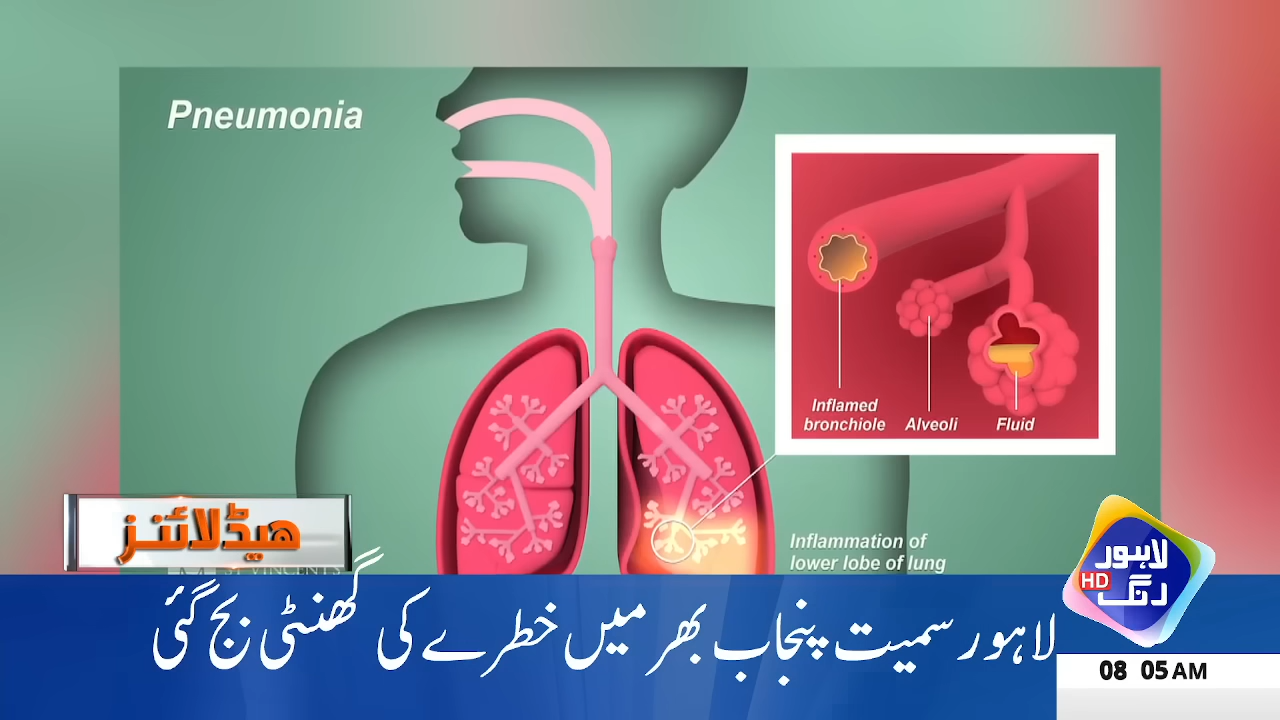 Pneumonia
Inflamed
bronchiole
Alveoli
Fluid
Inflammation of
lower lobe of lung
ھیڈلائنز
لاہور
HD
رنگ
لاہور سمیت پنجاب بھر میں خطرے کی گھنٹی بج گئی
08 05 AM